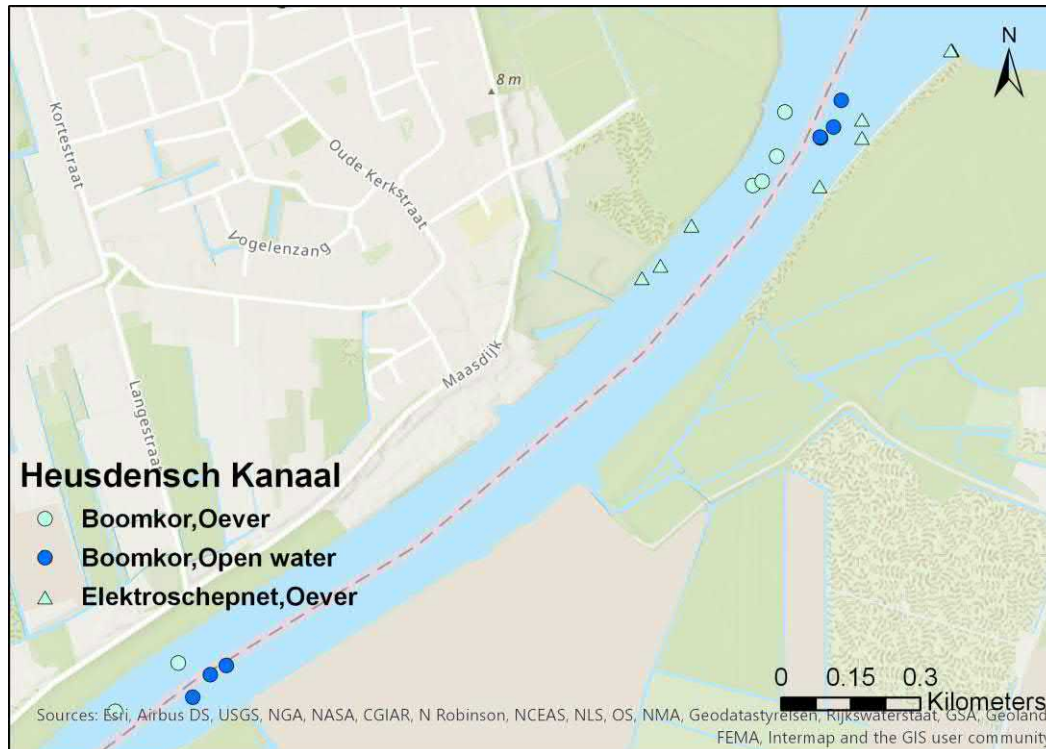 N
8 m
Kortestraat
Oude Kerkstraat
Vogelenzang
Maasdijk
Langestraat
Heusdensch Kanaal
Boomkor,Oever
Boomkor,Open water
Elektroschepnet,Oever
0 0.15 0.3
Kilometers
Sources: Esri, Airbus DS, USGS, NGA, NASA, CGIAR, N Robinson, NCEAS, NLS, OS, NMA, Geodatastyrelsen, Rijkswaterstaat, GSA, Geoland
FEMA, Intermap and the GIS user community